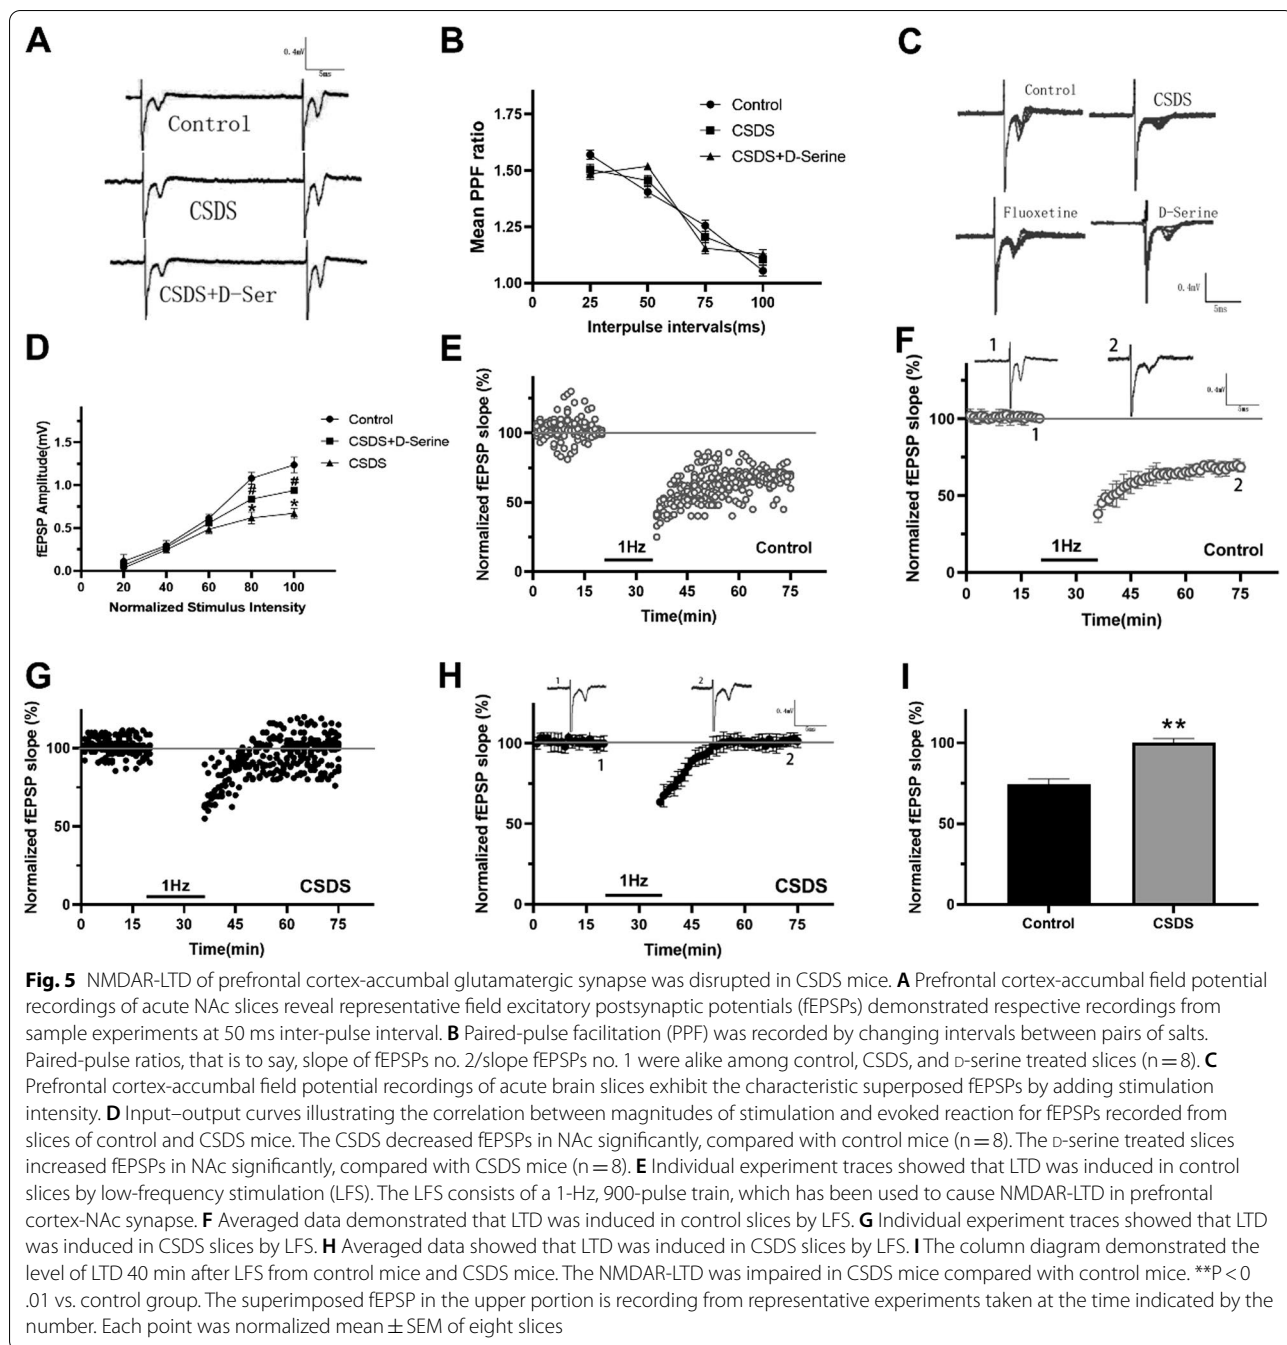 A
0.4mV
5ms
Control
CSDS
CSDS+D-Ser
B
Mean PPF ratio
1.75
1.50
1.25
1.00
0
25
50
75
100
Interpulse intervals(ms)
Control
CSDS
CSDS+D-Serine
C
Control
CSDS
Fluoxetine
D-Serine
0.4mV
5ms
D
fEPSP Amplitude(mV)
1.5
1.0
0.5
0.0
0
20
40
60
80
100
Normalized Stimulus Intensity
Control
CSDS+D-Serine
CSDS
#
#
*
*
E
Normalized fEPSP slope (%)
100
50
0
0
15
30
45
60
75
Time(min)
1Hz
Control
F
Normalized fEPSP slope (%)
100
50
0
0
15
30
45
60
75
Time(min)
1
2
0.4mV
5ms
1
2
1Hz
Control
G
Normalized fEPSP slope (%)
100
50
0
0
15
30
45
60
75
Time(min)
1Hz
CSDS
H
Normalized fEPSP slope (%)
100
50
0
0
15
30
45
60
75
Time(min)
1
2
0.4mV
1
2
1Hz
CSDS
I
Normalized fEPSP slope (%)
100
50
0
**
Control
CSDS
Fig. 5 NMDAR-LTD of prefrontal cortex-accumbal glutamatergic synapse was disrupted in CSDS mice. A Prefrontal cortex-accumbal field potential
recordings of acute NAc slices reveal representative field excitatory postsynaptic potentials (fEPSPs) demonstrated respective recordings from
sample experiments at 50 ms inter-pulse interval. B Paired-pulse facilitation (PPF) was recorded by changing intervals between pairs of salts.
Paired-pulse ratios, that is to say, slope of fEPSPs no. 2/slope fEPSPs no. 1 were alike among control, CSDS, and D-serine treated slices (n = 8). C
Prefrontal cortex-accumbal field potential recordings of acute brain slices exhibit the characteristic superposed fEPSPs by adding stimulation
intensity. D Input–output curves illustrating the correlation between magnitudes of stimulation and evoked reaction for fEPSPs recorded from
slices of control and CSDS mice. The CSDS decreased fEPSPs in NAc significantly, compared with control mice (n = 8). The D-serine treated slices
increased fEPSPs in NAc significantly, compared with CSDS mice (n = 8). E Individual experiment traces showed that LTD was induced in control
slices by low-frequency stimulation (LFS). The LFS consists of a 1-Hz, 900-pulse train, which has been used to cause NMDAR-LTD in prefrontal
cortex-NAc synapse. F Averaged data demonstrated that LTD was induced in control slices by LFS. G Individual experiment traces showed that LTD
was induced in CSDS slices by LFS. H Averaged data showed that LTD was induced in CSDS slices by LFS. I The column diagram demonstrated the
level of LTD 40 min after LFS from control mice and CSDS mice. The NMDAR-LTD was impaired in CSDS mice compared with control mice. **P < 0
.01 vs. control group. The superimposed fEPSP in the upper portion is recording from representative experiments taken at the time indicated by the
number. Each point was normalized mean ± SEM of eight slices